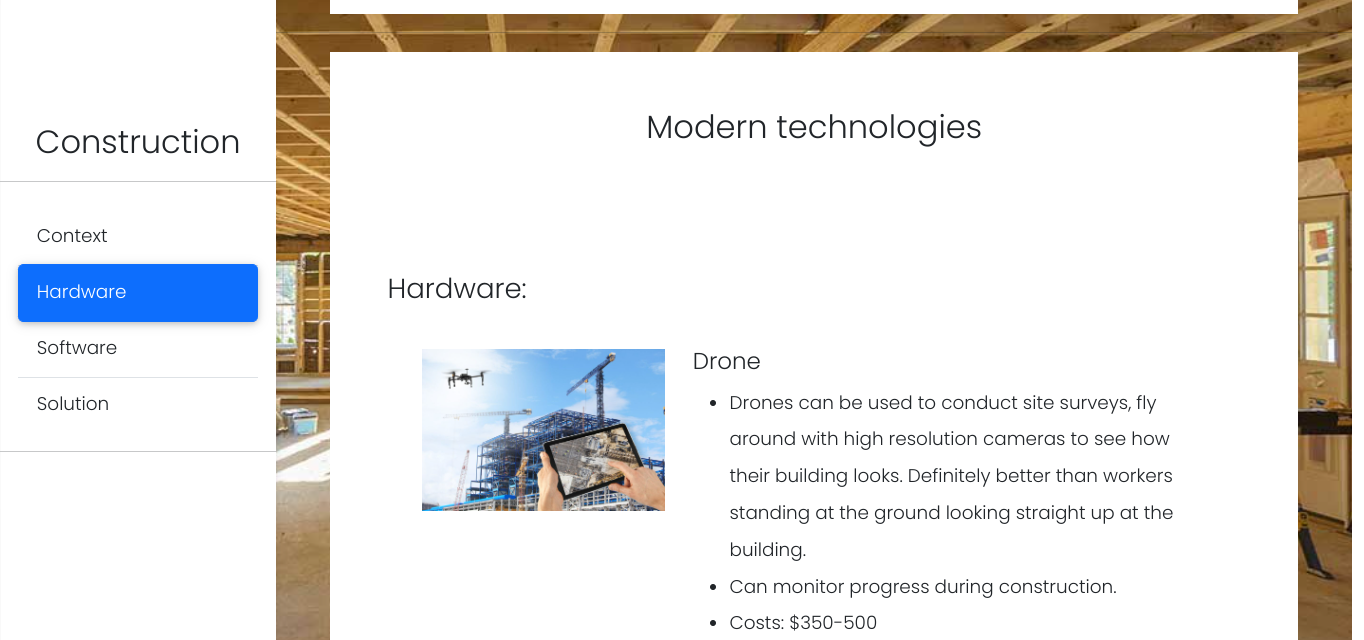 Construction
Context
Hardware
Software
Solution
Modern technologies
Hardware:
Drone
• Drones can be used to conduct site surveys, fly
around with high resolution cameras to see how
their building looks. Definitely better than workers
standing at the ground looking straight up at the
building.
• Can monitor progress during construction.
• Costs: $350-500